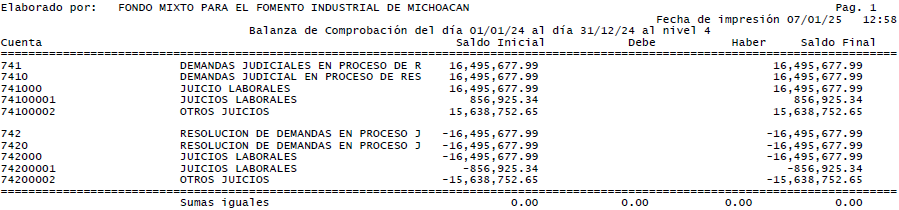 Elaborado por: FONDO MIXTO PARA EL FOMENTO INDUSTRIAL DE MICHOACAN Pag. 1
Fecha de impresión 07/01/25 12:58
Balanza de Comprobación del día 01/01/24 al día 31/12/24 al nivel 4
Cuenta Saldo Inicial Debe Haber Saldo Final
741 DEMANDAS JUDICIALES EN PROCESO DE R 16,495,677.99 16,495,677.99
7410 DEMANDAS JUDICIAL EN PROCESO DE RES 16,495,677.99 16,495,677.99
741000 JUICIO LABORALES 16,495,677.99 16,495,677.99
74100001 JUICIOS LABORALES 856,925.34 856,925.34
74100002 OTROS JUICIOS 15,638,752.65 15,638,752.65
742 RESOLUCION DE DEMANDAS EN PROCESO J -16,495,677.99 -16,495,677.99
7420 RESOLUCION DE DEMANDAS EN PROCESO J -16,495,677.99 -16,495,677.99
742000 JUICIOS LABORALES -16,495,677.99 -16,495,677.99
74200001 JUICIOS LABORALES -856,925.34 -856,925.34
74200002 OTROS JUICIOS -15,638,752.65 -15,638,752.65
Sumas iguales 0.00 0.00 0.00 0.00